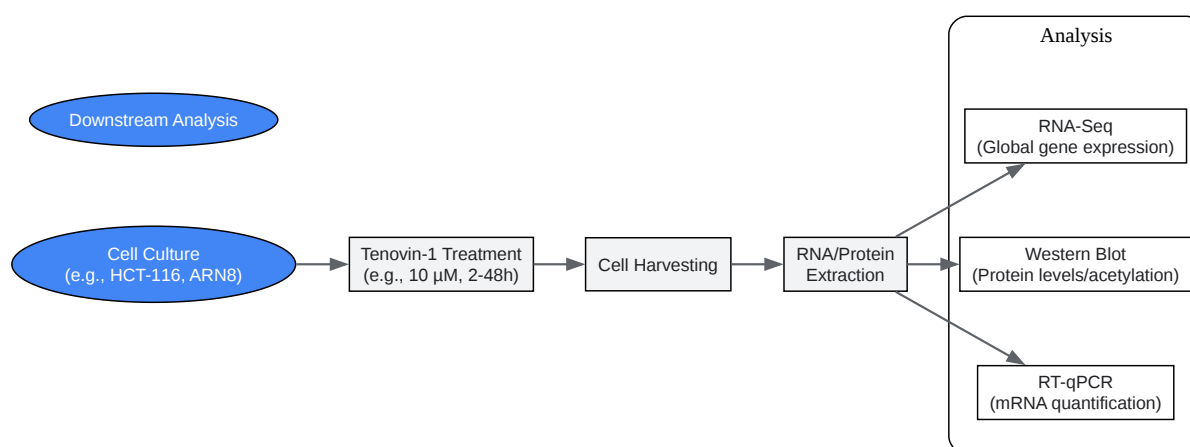 Analysis
Downstream Analysis
RNA-Seq
(Global gene expression)
Cell Culture
(e.g., HCT-116, ARN8)
Tenovin-1 Treatment
(e.g., 10 µM, 2-48h)
Cell Harvesting
RNA/Protein
Extraction
Western Blot
(Protein levels/acetylation)
RT-qPCR
(mRNA quantification)